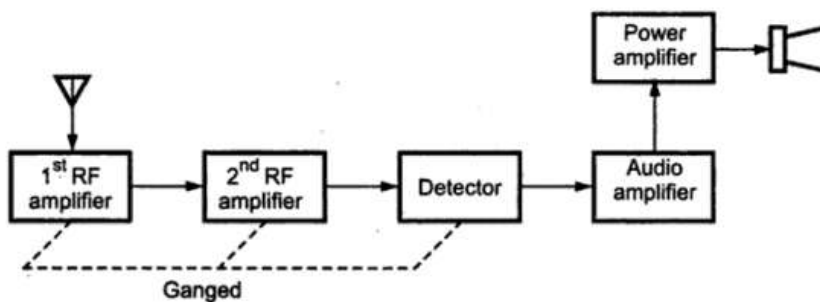 1st RF
amplifier
2nd RF
amplifier
Detector
Audio
amplifier
Power
amplifier
Ganged